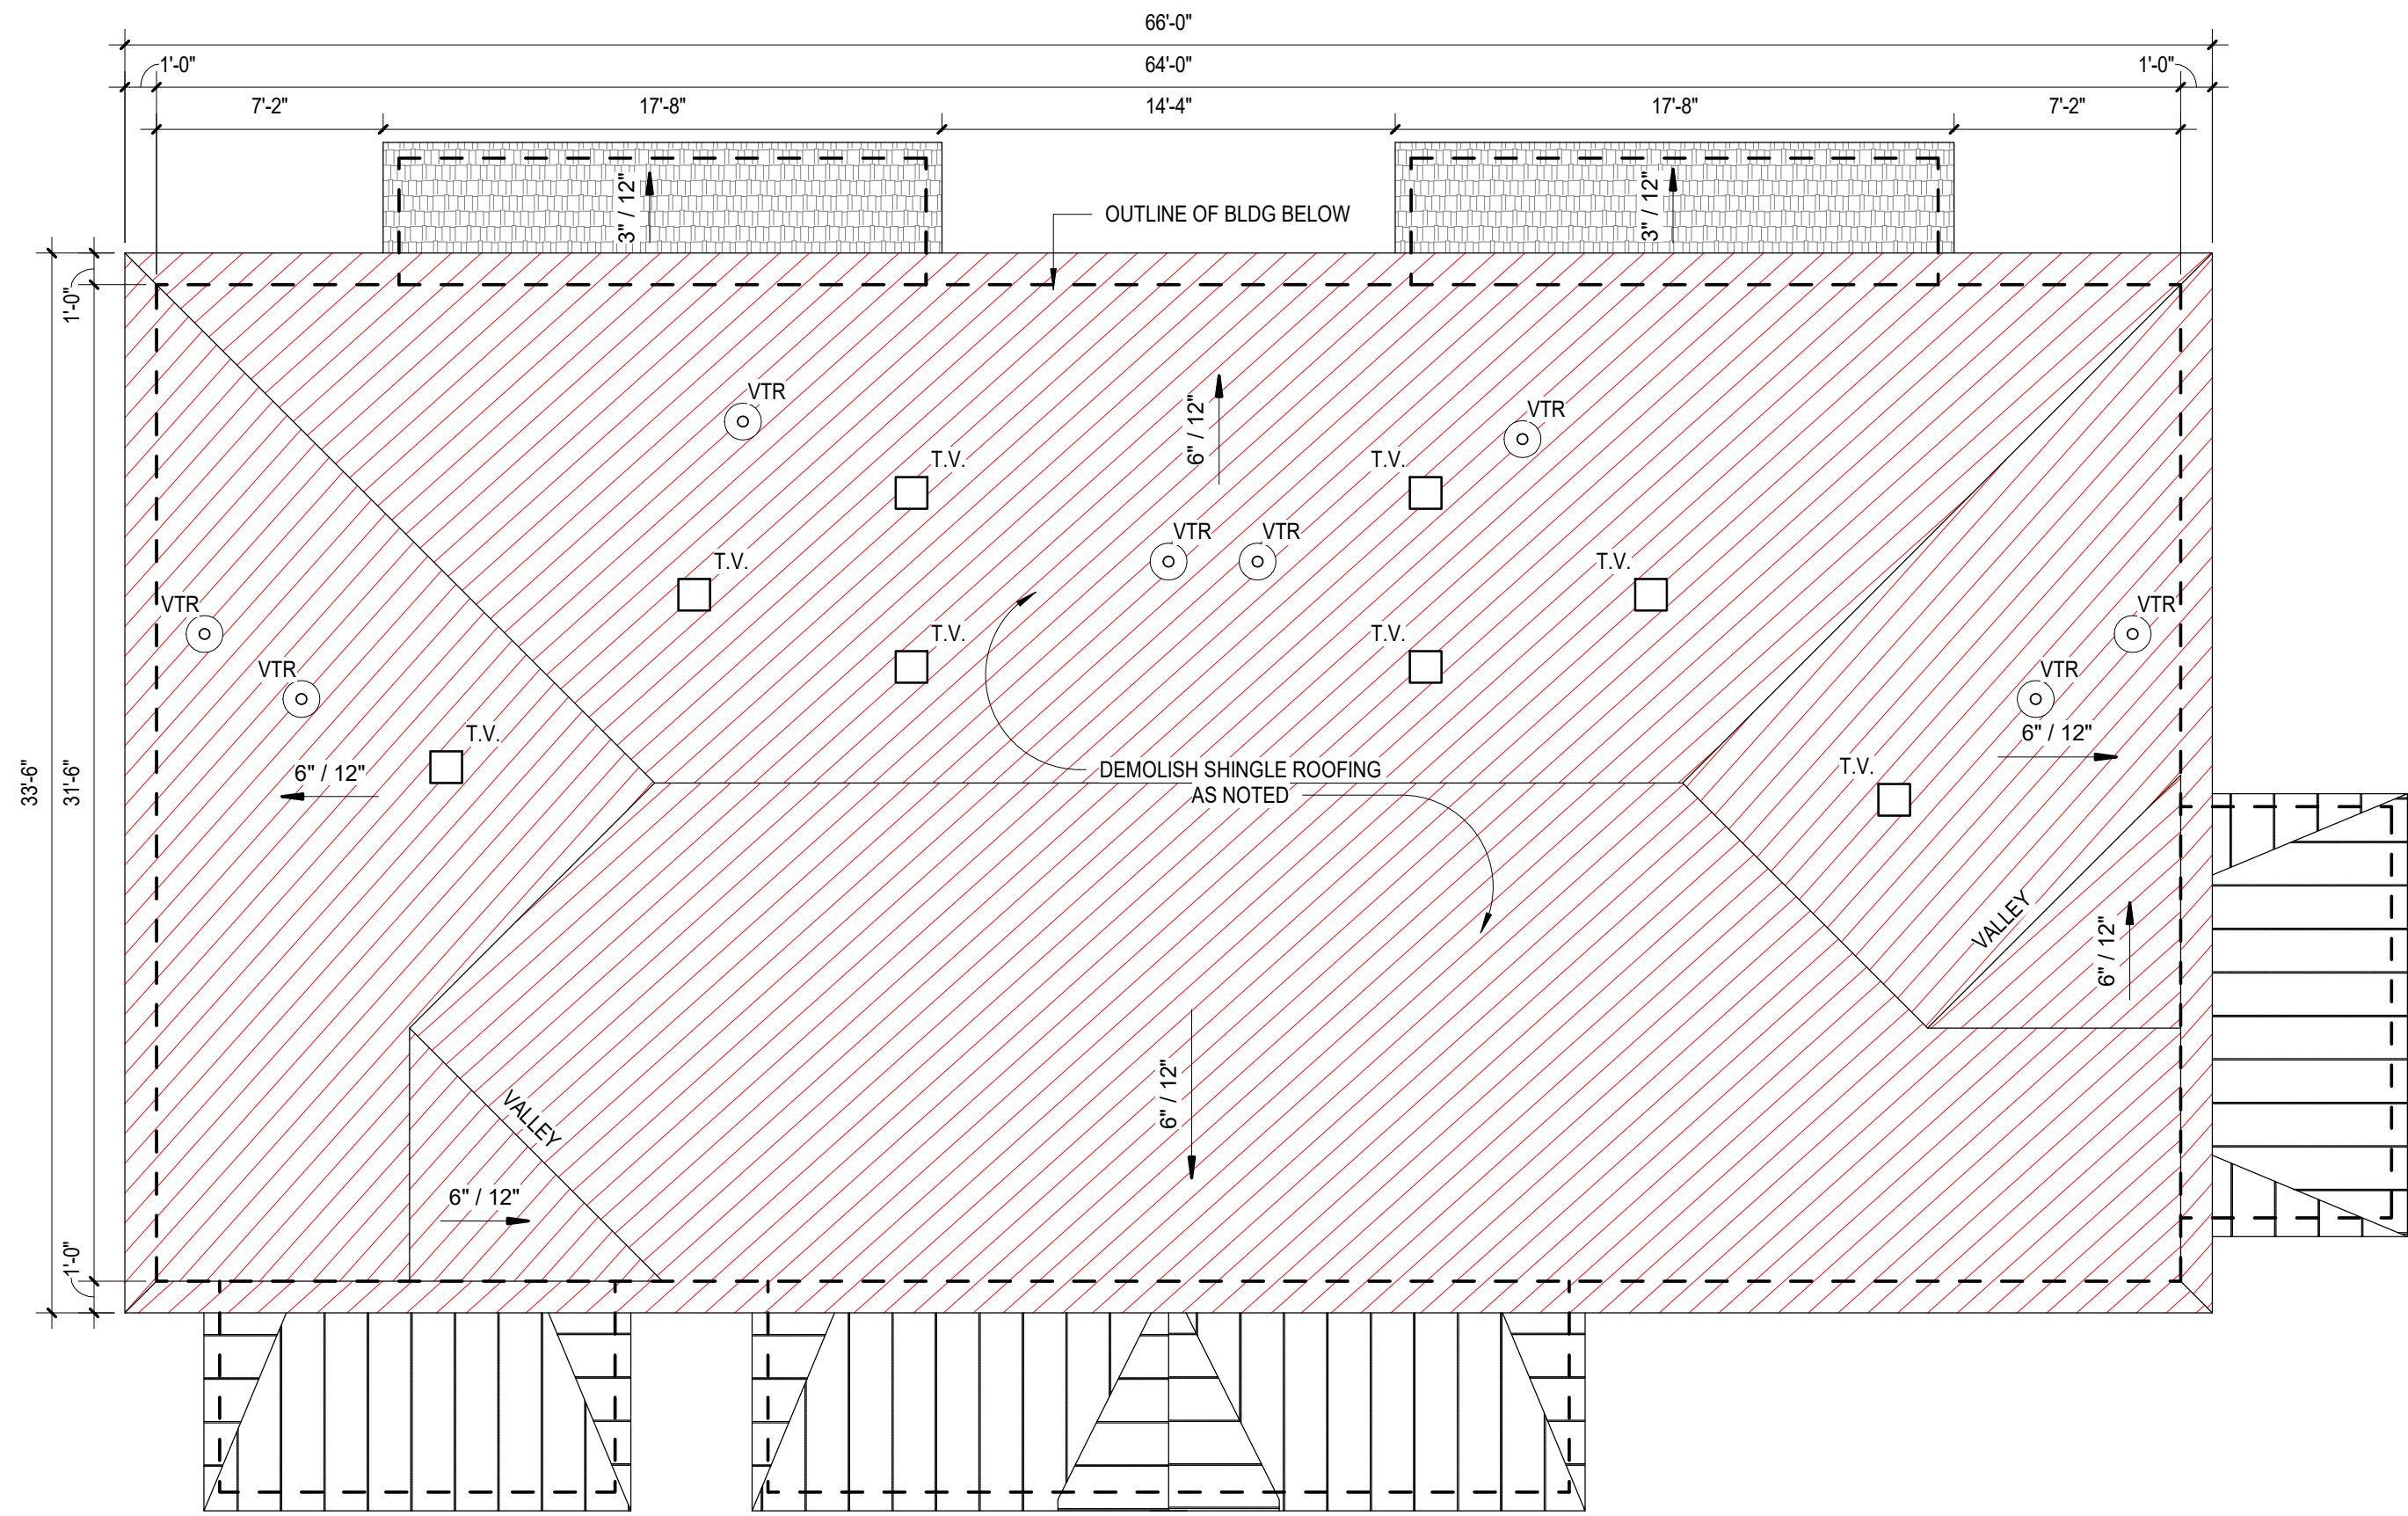 66'-0"
1'-0"
64'-0"
1'-0"
7'-2"
17'-8"
14'-4"
17'-8"
7'-2"
3" / 12"
OUTLINE OF BLDG BELOW
3" / 12"
1'-0"
VTR
6" / 12"
VTR
T.V.
T.V.
VTR
VTR
T.V.
T.V.
VTR
VTR
T.V.
T.V.
VTR
VTR
T.V.
6" / 12"
6" / 12"
T.V.
33'-6"
31'-6"
DEMOLISH SHINGLE ROOFING
AS NOTED
VALLEY
6" / 12"
6" / 12"
VALLEY
6" / 12"
1'-0"